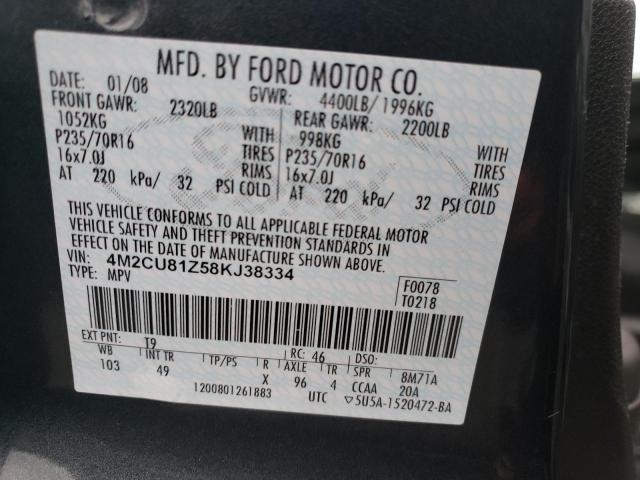 MFD. BY FORD MOTOR CO.
DATE: 01/08 GVWR: 4400LB/1996KG
FRONT GAWR: 2320LB REAR GAWR: 2200LB
1052KG WITH 998KG WITH
P235/70R16 TIRES P235/70R16 TIRES
16x7.0J RIMS 16x7.0J RIMS
AT 220 kPa/ 32 PSI COLD AT 220 kPa/ 32 PSI COLD
THIS VEHICLE CONFORMS TO ALL APPLICABLE FEDERAL MOTOR
VEHICLE SAFETY AND THEFT PREVENTION STANDARDS IN
EFFECT ON THE DATE OF MANUFACTURE SHOWN ABOVE.
VIN: 4M2CU81Z58KJ38334
TYPE: MPV
F0078
T0218
EXT PNT: T9 RC: 46 DSO:
WB INT TR TP/PS R AXLE TR SPR 8M71A
103 49 X 96 4 CCAA 20A
1200801261883 UTC ▽5U5A-1520472-BA